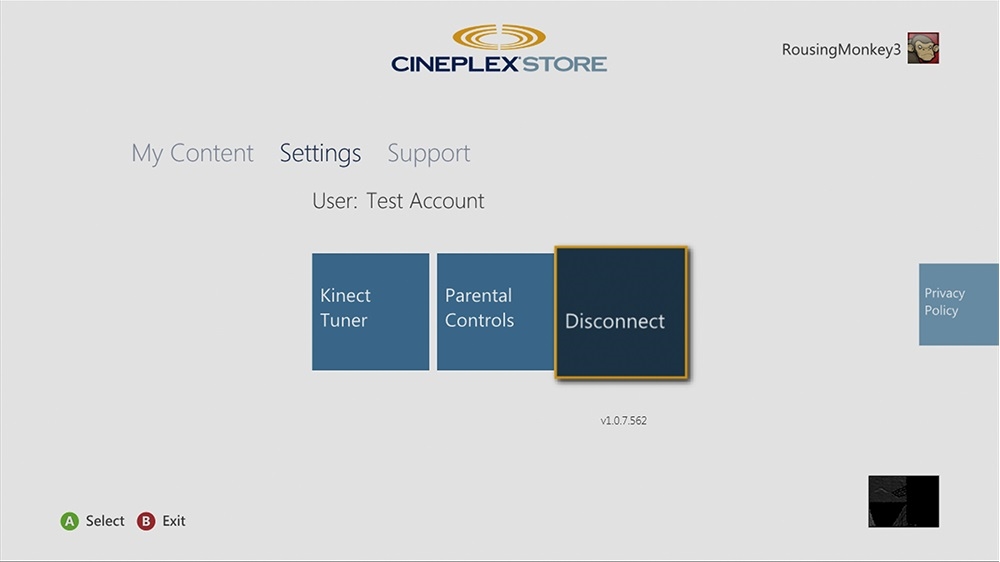 CINEPLEX STORE
RousingMonkey3
My Content Settings Support
User: Test Account
Kinect
Tuner
Parental
Controls
Disconnect
Privacy
Policy
v1.0.7.562
A Select B Exit